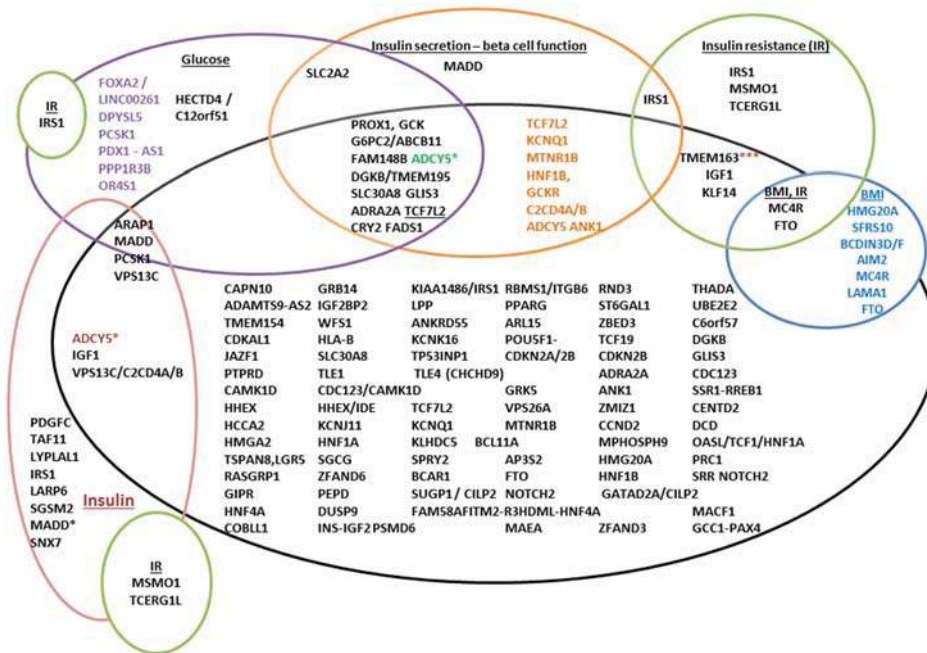 Glucose
Insulin secretion – beta cell function
Insulin resistance (IR)
IR
IRS1
FOXA2 /
LINC00261
DPYSL5
PCSK1
PDX1 - AS1
PPP1R3B
OR4S1
HECTD4 /
C12orf51
SLC2A2
MADD
IRS1
IRS1
MSMO1
TCERG1L
PROX1, GCK
G6PC2/ABCB11
FAM148B ADCY5*
DGKB/TMEM195
SLC30A8 GLIS3
ADRA2A TCF7L2
CRY2 FADS1
TCF7L2
KCNQ1
MTNR1B
HNF1B,
GCKR
C2CD4A/B
ADCY5 ANK1
TMEM163***
IGF1
KLF14
BMI, IR
MC4R
FTO
BMI
HMG20A
SFRS10
BCDIN3D/F
AIM2
MC4R
LAMA1
FTO
ARAP1
MADD
PCSK1
VPS13C
ADCY5*
IGF1
VPS13C/C2CD4A/B
PDGFC
TAF11
LYPLAL1
IRS1
LARP6
SGSM2
MADD*
SNX7
Insulin
IR
MSMO1
TCERG1L
CAPN10 GRB14 KIAA1486/IRS1 RBMS1/ITGB6 RND3 THADA
ADAMTS9-AS2 IGF2BP2 LPP PPARG ST6GAL1 UBE2E2
TMEM154 WFS1 ANKRD55 ARL15 ZBED3 C6orf57
CDKAL1 HLA-B KCNK16 POU5F1- TCF19 DGKB
JAZF1 SLC30A8 TP53INP1 CDKN2A/2B CDKN2B GLIS3
PTPRD TLE1 TLE4 (CHCHD9) ADRA2A CDC123
CAMK1D CDC123/CAMK1D GRK5 ANK1 SSR1-RREB1
HHEX HHEX/IDE TCF7L2 VPS26A ZMIZ1 CENTD2
HCCA2 KCNJ11 KCNQ1 MTNR1B CCND2 DCD
HMGA2 HNF1A KLHDC5 BCL11A MPHOSPH9 OASL/TCF1/HNF1A
TSPAN8,LGR5 SGCG SPRY2 AP3S2 HMG20A PRC1
RASGRP1 ZFAND6 BCAR1 FTO HNF1B SRR NOTCH2
GIPR PEPD SUGP1 / CILP2 NOTCH2 GATAD2A/CILP2
HNF4A DUSP9 FAM58AFITM2-R3HDML-HNF4A MACF1
COBLL1 INS-IGF2 PSMD6 MAEA ZFAND3 GCC1-PAX4